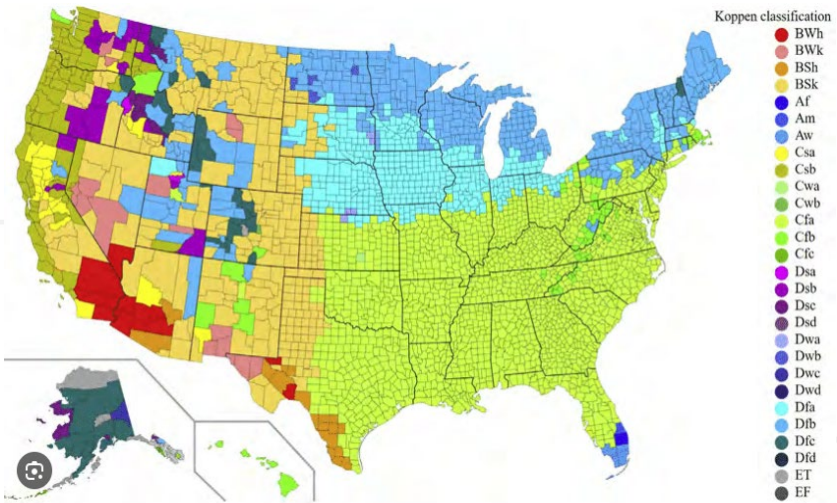 Koppen classification
BWh
BWk
BSh
BSk
Af
Am
Aw
Csa
Csb
Cwa
Cwb
Cfa
Cfb
Cfc
Dsa
Dsb
Dsc
Dsd
Dwa
Dwb
Dwc
Dwd
Dfa
Dfb
Dfc
Dfd
ET
EF